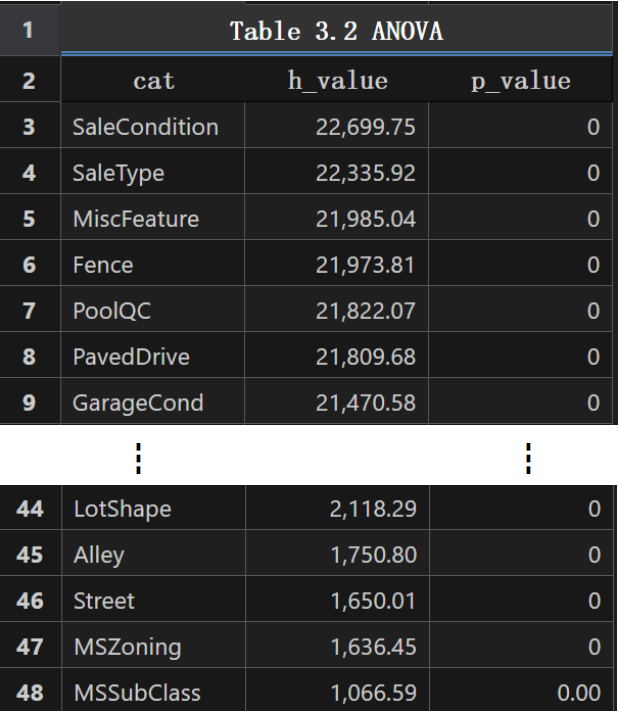 1 Table 3.2 ANOVA
2 cat h_value p_value
3 SaleCondition 22,699.75 0
4 SaleType 22,335.92 0
5 MiscFeature 21,985.04 0
6 Fence 21,973.81 0
7 PoolQC 21,822.07 0
8 PavedDrive 21,809.68 0
9 GarageCond 21,470.58 0
44 LotShape 2,118.29 0
45 Alley 1,750.80 0
46 Street 1,650.01 0
47 MSZoning 1,636.45 0
48 MSSubClass 1,066.59 0.00